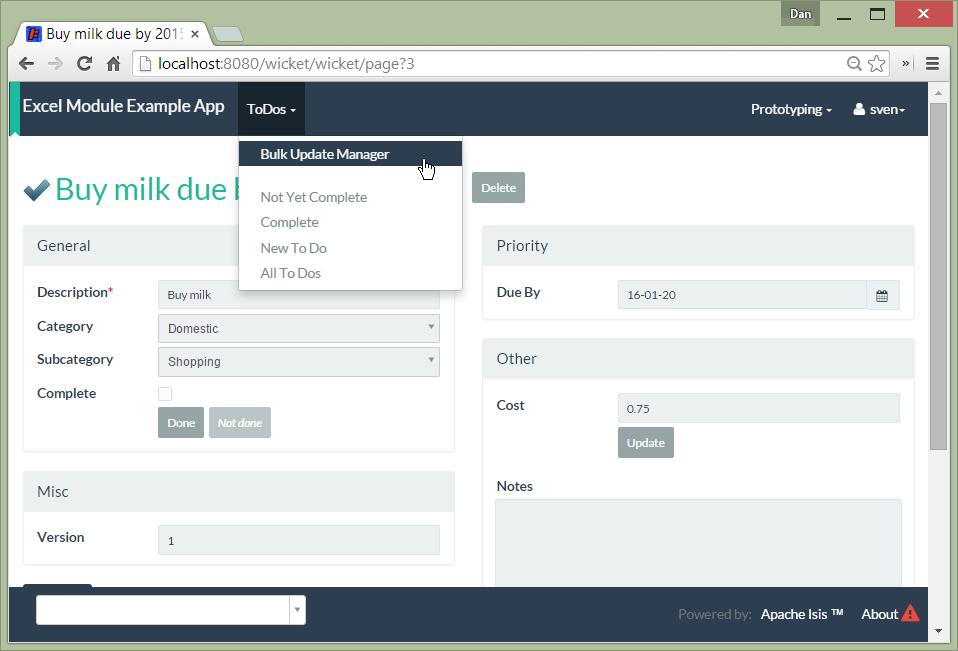 Dan
Buy milk due by 2015
localhost:8080/wicket/wicket/page?3
»
Excel Module Example App
ToDos
Prototyping
sven
Bulk Update Manager
Not Yet Complete
Complete
New To Do
All To Dos
Buy milk due b
Delete
General
Description*
Buy milk
Category
Domestic
Subcategory
Shopping
Complete
Done
Not done
Misc
Version
1
Priority
Due By
16-01-20
Other
Cost
0.75
Update
Notes
Powered by: Apache Isis ™ About